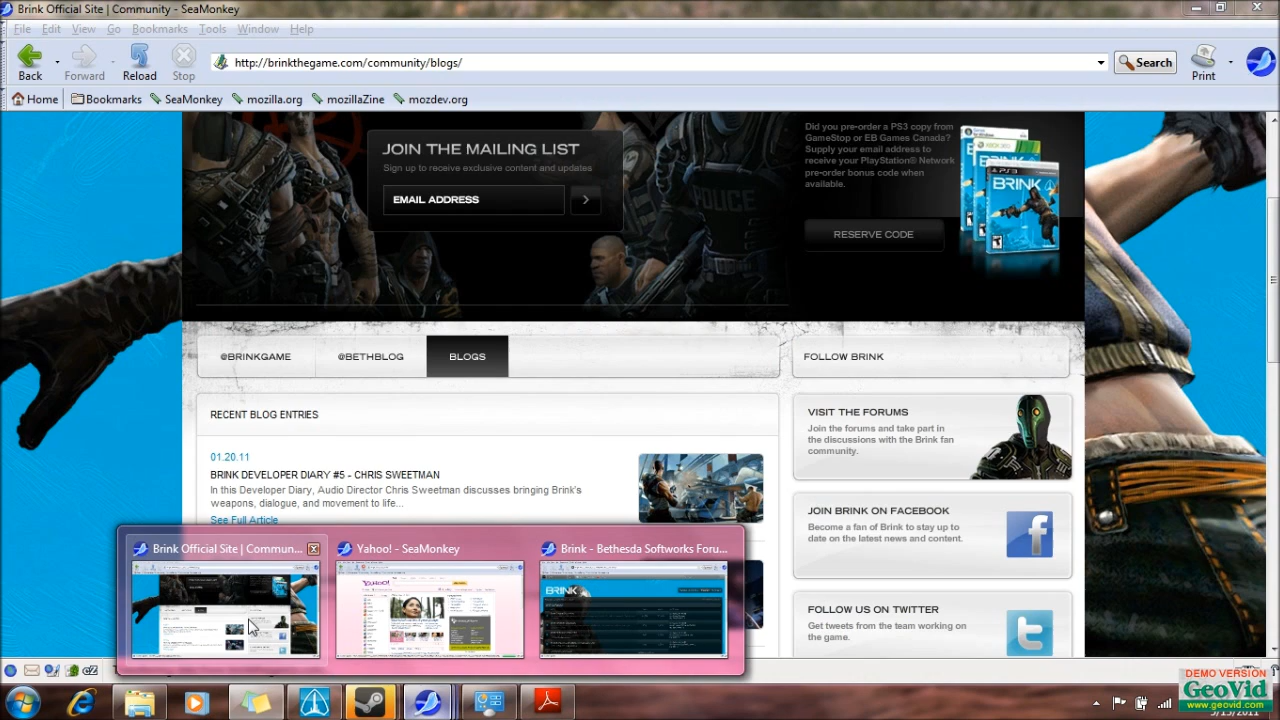 Brink Official Site | Community - SeaMonkey
File Edit View Go Bookmarks Tools Window Help
http://brinkthegame.com/community/blogs/
Search
Back Forward Reload Stop Print
Home Bookmarks SeaMonkey mozilla.org mozillaZine mozdev.org
JOIN THE MAILING LIST
Sign up to receive exclusive content and updates
EMAIL ADDRESS
POLICE
Did you pre-order a PS3 copy from
GameStop or EB Games Canada?
Supply your email address to
receive your PlayStation® Network
pre-order bonus code when
available.
RESERVE CODE
BRINK
@BRINKGAME @BETHBLOG BLOGS
FOLLOW BRINK
RECENT BLOG ENTRIES
01.20.11
BRINK DEVELOPER DIARY #5 - CHRIS SWEETMAN
In this Developer Diary, Audio Director Chris Sweetman discusses bringing Brink's
weapons, dialogue, and movement to life...
See Full Article
VISIT THE FORUMS
Join the forums and take part in
the discussions with the Brink fan
community.
JOIN BRINK ON FACEBOOK
Become a fan of Brink to stay up to
date on the latest news and content.
FOLLOW US ON TWITTER
Get tweets from the team working on
the game.
Brink Official Site | Commun...
Yahoo! - SeaMonkey
Brink - Bethesda Softworks Foru...
YAHOO!
BRINK
DEMO VERSION
GeoVid
www.geovid.com